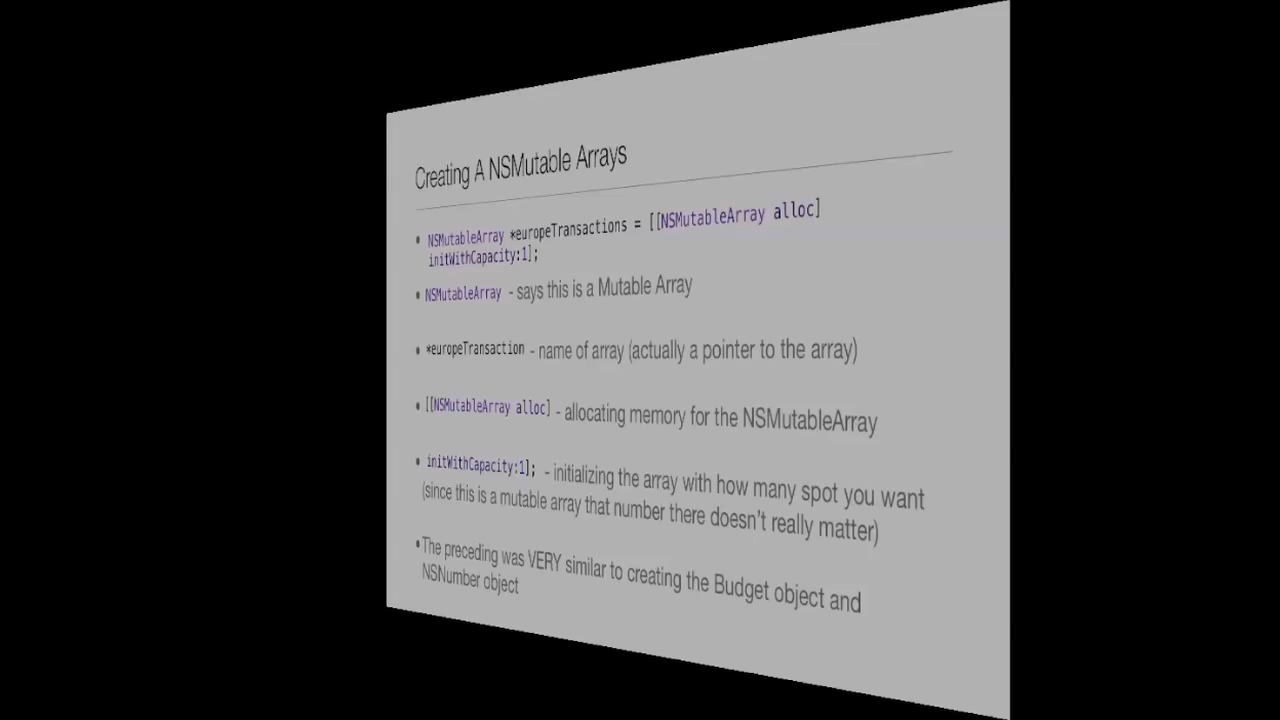 Creating A NSMutable Arrays
• NSMutableArray *europeTransactions = [[NSMutableArray alloc]
initWithCapacity:1];
• NSMutableArray - says this is a Mutable Array
• *europeTransaction - name of array (actually a pointer to the array)
• [[NSMutableArray alloc] - allocating memory for the NSMutableArray
• initWithCapacity:1]; - initializing the array with how many spot you want
(since this is a mutable array that number there doesn't really matter)
• The preceding was VERY similar to creating the Budget object and
NSNumber object